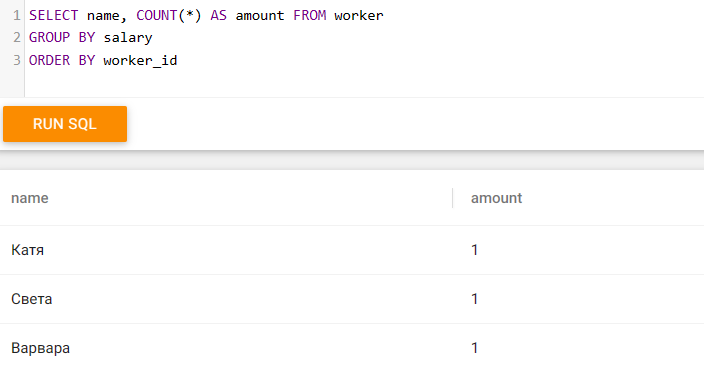 1 SELECT name, COUNT(*) AS amount FROM worker
2 GROUP BY salary
3 ORDER BY worker_id
RUN SQL
name amount
Катя 1
Света 1
Варвара 1